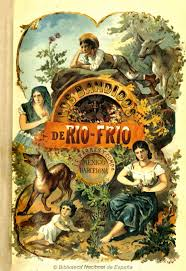 LOS BANDIDOS
DE RIO-FRIO
MEXICO
BARCELONA
© Biblioteca Nacional de España